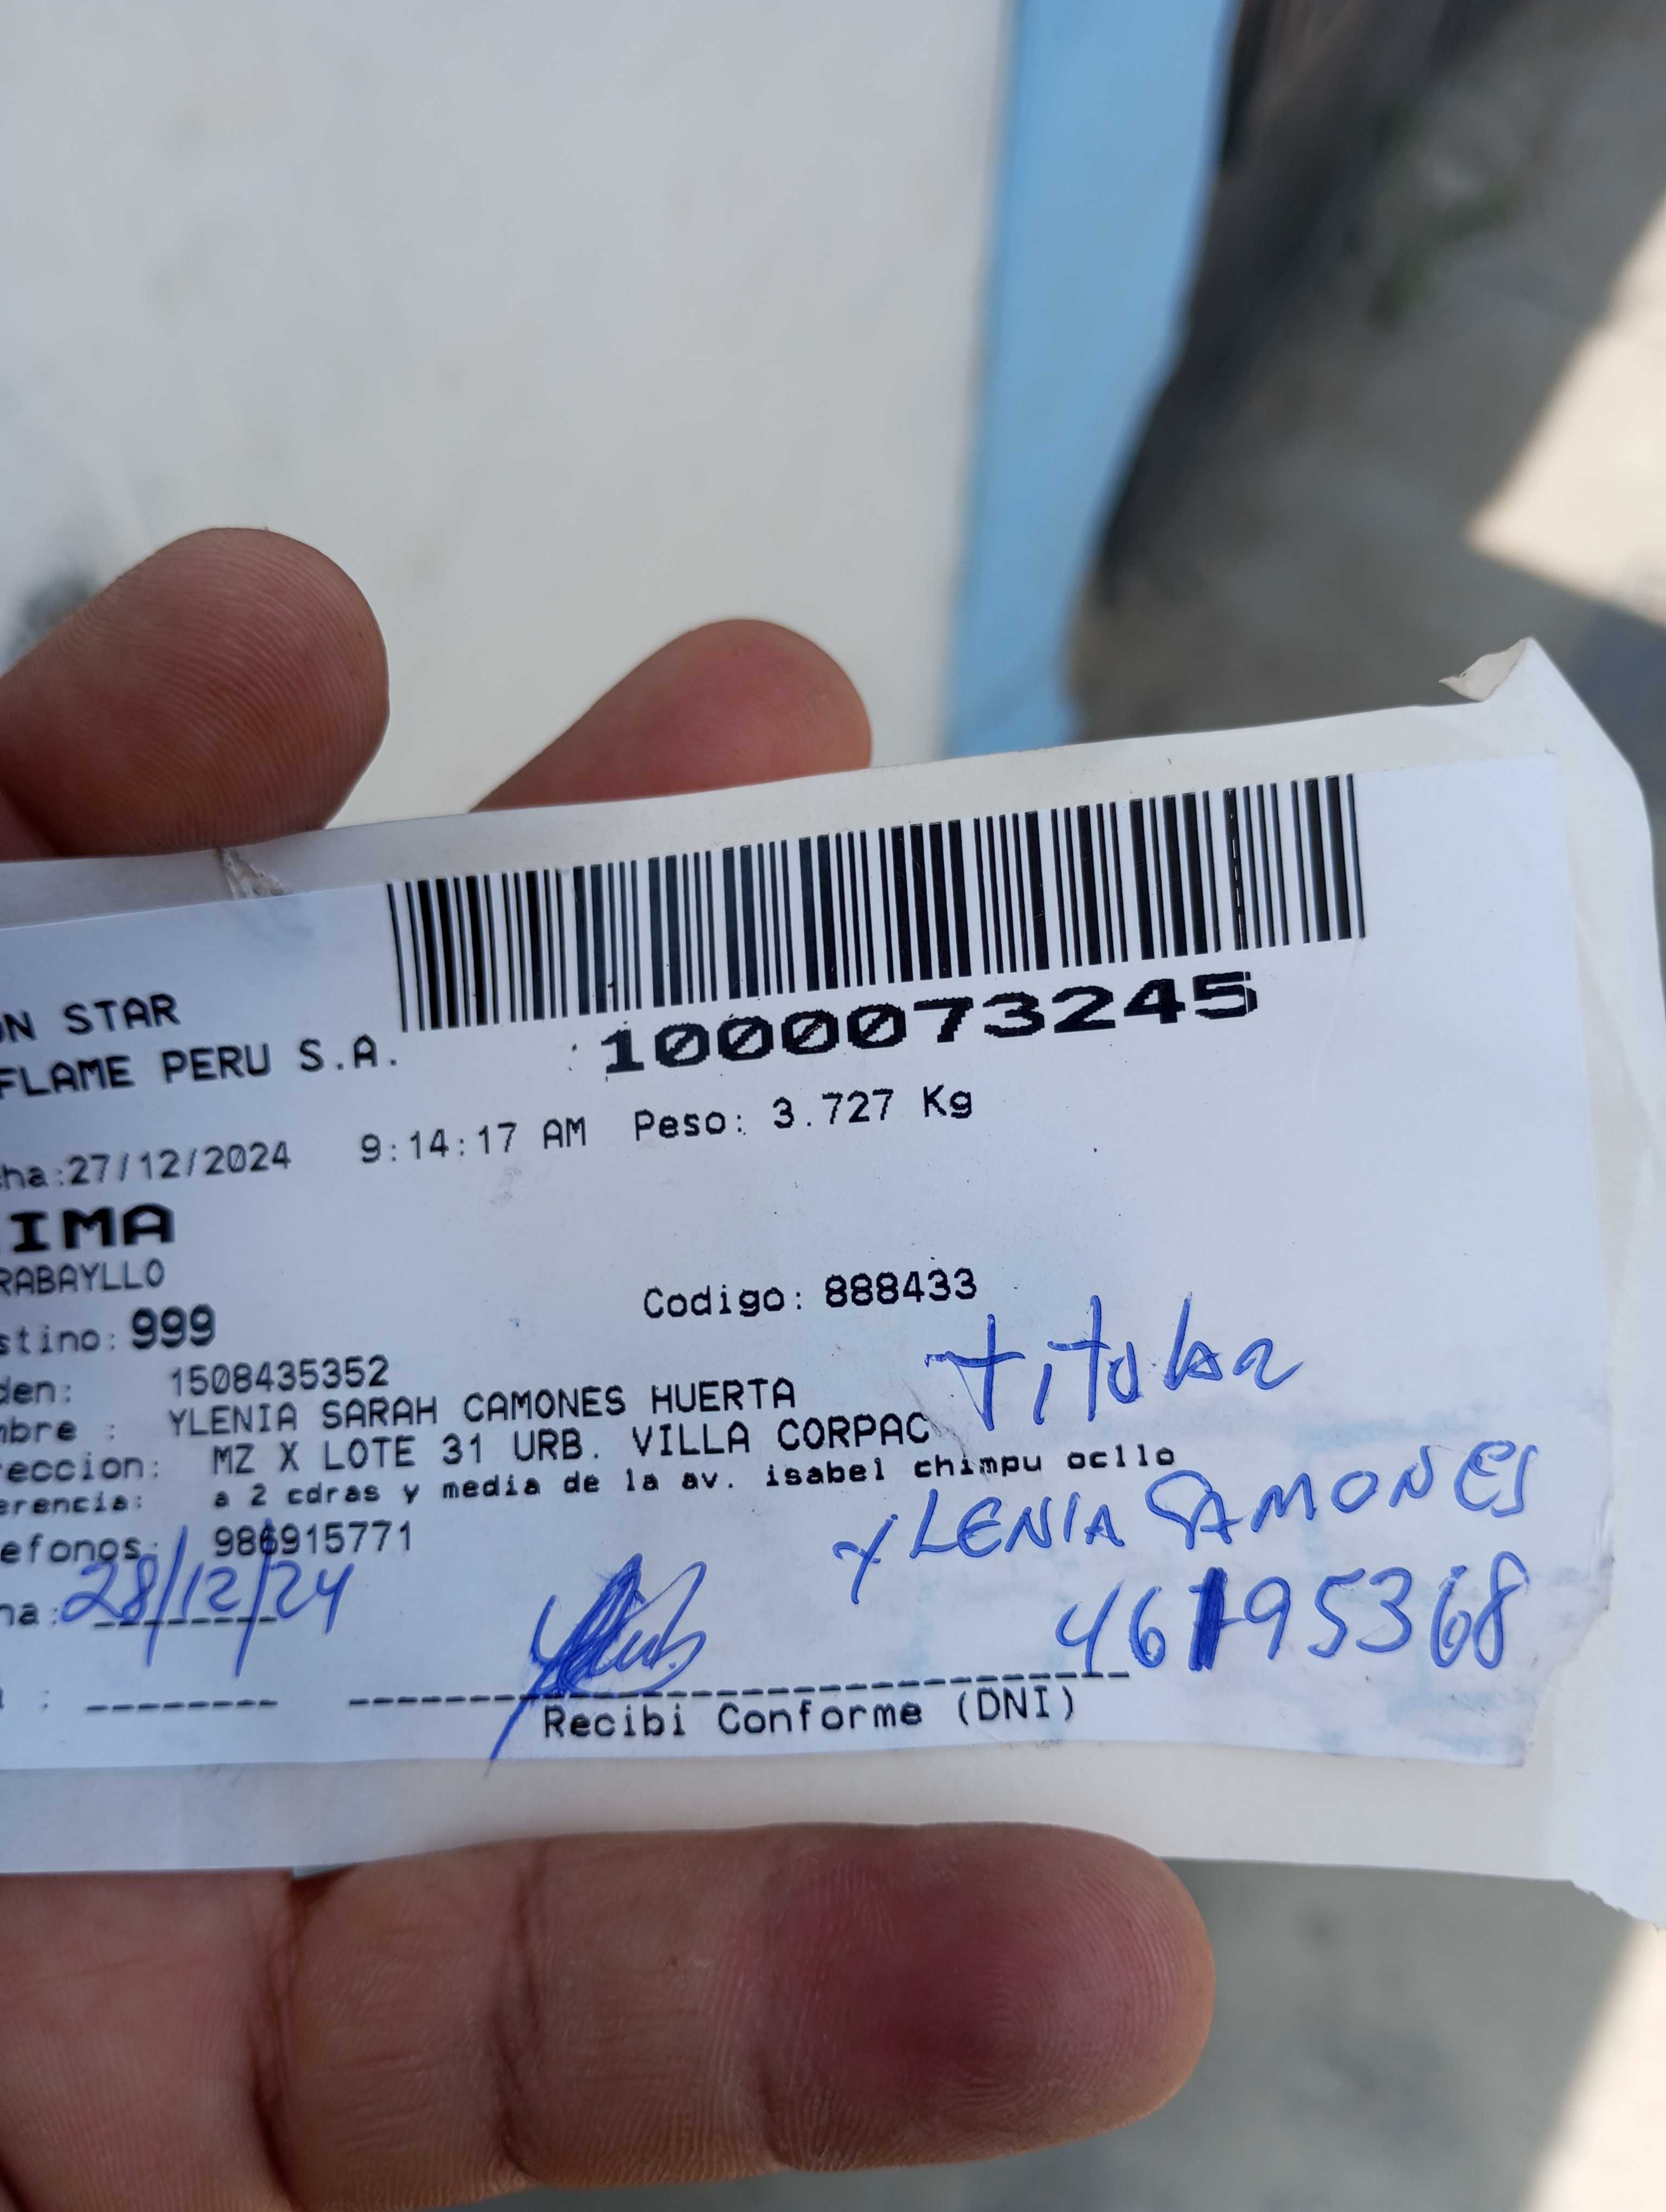 ON STAR
FLAME PERU S.A.
: 1000073245
ha:27/12/2024 9:14:17 AM Peso: 3.727 Kg
IMA
RABAYLLO
stino: 999
Codigo: 888433
den: 1508435352
Titular
mbre : YLENIA SARAH CAMONES HUERTA
eccion: MZ X LOTE 31 URB. VILLA CORPAC
erencia: a 2 cdras y media de la av. isabel chimpu ocllo
YLENIA CAMONES
efonos: 986915771
ha: 28/12/24
46195368
Recibi Conforme (DNI)